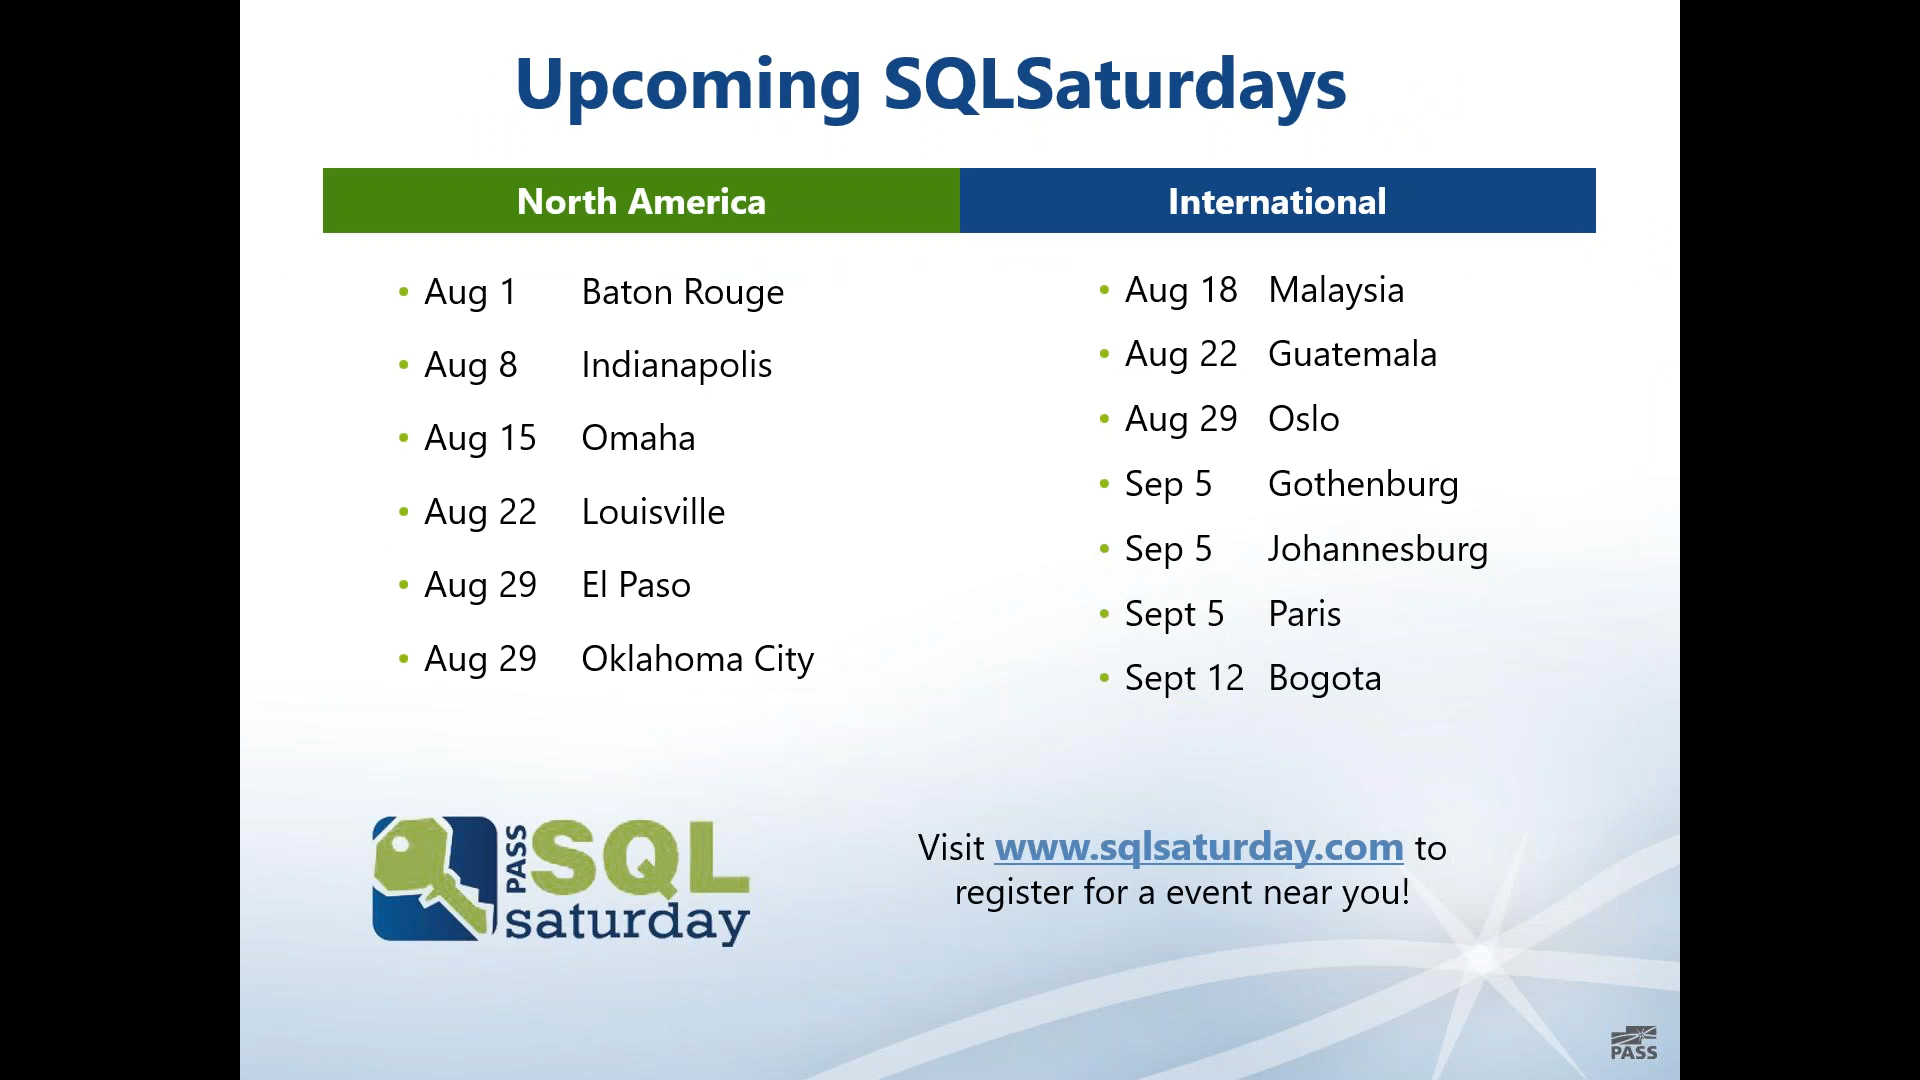 Upcoming SQLSaturdays
North America
• Aug 1 Baton Rouge
• Aug 8 Indianapolis
• Aug 15 Omaha
• Aug 22 Louisville
• Aug 29 El Paso
• Aug 29 Oklahoma City
International
• Aug 18 Malaysia
• Aug 22 Guatemala
• Aug 29 Oslo
• Sep 5 Gothenburg
• Sep 5 Johannesburg
• Sept 5 Paris
• Sept 12 Bogota
PASS SQL
saturday
Visit www.sqlsaturday.com to
register for a event near you!
PASS